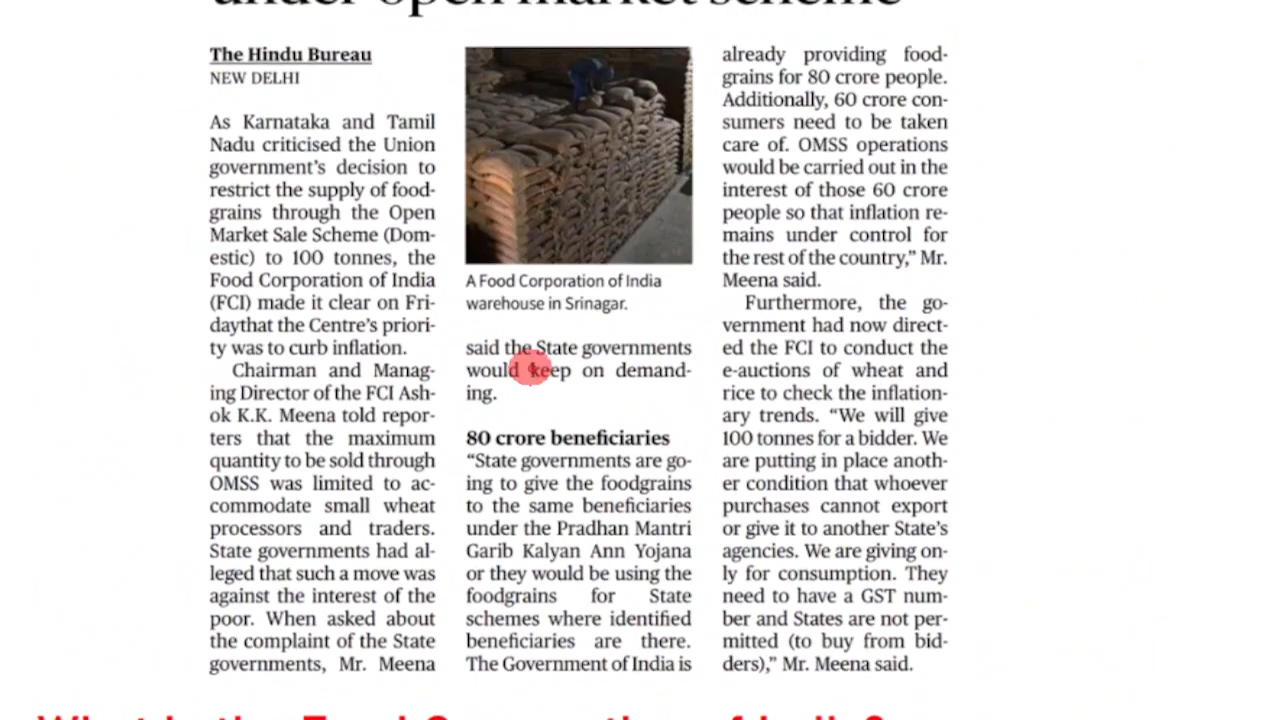 under open market scheme
The Hindu Bureau
NEW DELHI
As Karnataka and Tamil
Nadu criticised the Union
government's decision to
restrict the supply of food-
grains through the Open
Market Sale Scheme (Dom-
estic) to 100 tonnes, the
Food Corporation of India
(FCI) made it clear on Fri-
daythat the Centre's priori-
ty was to curb inflation.
Chairman and Manag-
ing Director of the FCI Ash-
ok K.K. Meena told repor-
ters that the maximum
quantity to be sold through
OMSS was limited to ac-
commodate small wheat
processors and traders.
State governments had al-
leged that such a move was
against the interest of the
poor. When asked about
the complaint of the State
governments, Mr. Meena
A Food Corporation of India
warehouse in Srinagar.
said the State governments
would keep on demand-
ing.
80 crore beneficiaries
“State governments are go-
ing to give the foodgrains
to the same beneficiaries
under the Pradhan Mantri
Garib Kalyan Ann Yojana
or they would be using the
foodgrains for State
schemes where identified
beneficiaries are there.
The Government of India is
already providing food-
grains for 80 crore people.
Additionally, 60 crore con-
sumers need to be taken
care of. OMSS operations
would be carried out in the
interest of those 60 crore
people so that inflation re-
mains under control for
the rest of the country,” Mr.
Meena said.
Furthermore, the go-
vernment had now direct-
ed the FCI to conduct the
e-auctions of wheat and
rice to check the inflation-
ary trends. “We will give
100 tonnes for a bidder. We
are putting in place anoth-
er condition that whoever
purchases cannot export
or give it to another State's
agencies. We are giving on-
ly for consumption. They
need to have a GST num-
ber and States are not per-
mitted (to buy from bid-
ders),” Mr. Meena said.